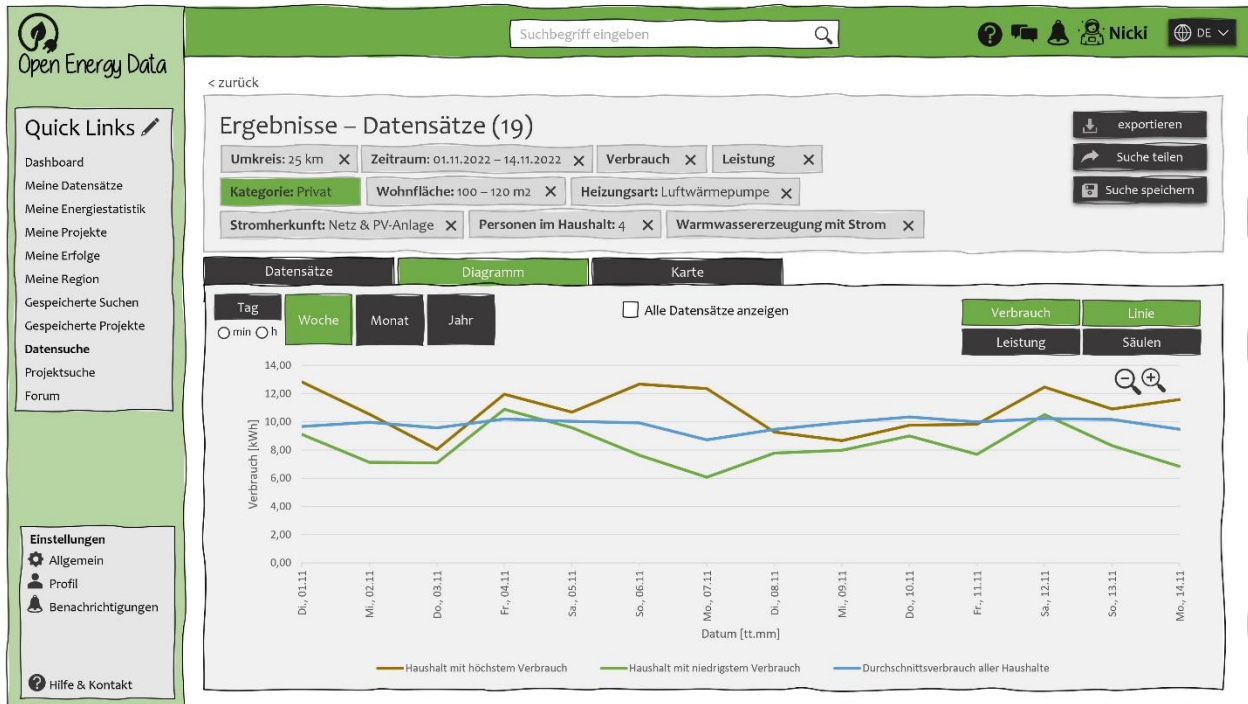 Open Energy Data
Suchbegriff eingeben
Nicki
DE
Quick Links
Dashboard
Meine Datensätze
Meine Energiestatistik
Meine Projekte
Meine Erfolge
Meine Region
Gespeicherte Suchen
Gespeicherte Projekte
Datensuche
Projektsuche
Forum
Einstellungen
Allgemein
Profil
Benachrichtigungen
Hilfe & Kontakt
< zurück
Ergebnisse – Datensätze (19)
exportieren
Suche teilen
Suche speichern
Umkreis: 25 km X Zeitraum: 01.11.2022 – 14.11.2022 X Verbrauch X Leistung X
Kategorie: Privat Wohnfläche: 100 – 120 m2 X Heizungsart: Luftwärmepumpe X
Stromherkunft: Netz & PV-Anlage X Personen im Haushalt: 4 X Warmwassererzeugung mit Strom X
Datensätze Diagramm Karte
Tag
min h
Woche Monat Jahr
Alle Datensätze anzeigen
Verbrauch Linie
Leistung Säulen
14,00
12,00
10,00
8,00
6,00
4,00
2,00
0,00
Verbrauch [kWh]
Di., 01.11
Mi., 02.11
Do., 03.11
Fr., 04.11
Sa., 05.11
So., 06.11
Mo., 07.11
Di., 08.11
Mi., 09.11
Do., 10.11
Fr., 11.11
Sa., 12.11
So., 13.11
Mo., 14.11
Datum [tt.mm]
Haushalt mit höchstem Verbrauch Haushalt mit niedrigstem Verbrauch Durchschnittsverbrauch aller Haushalte